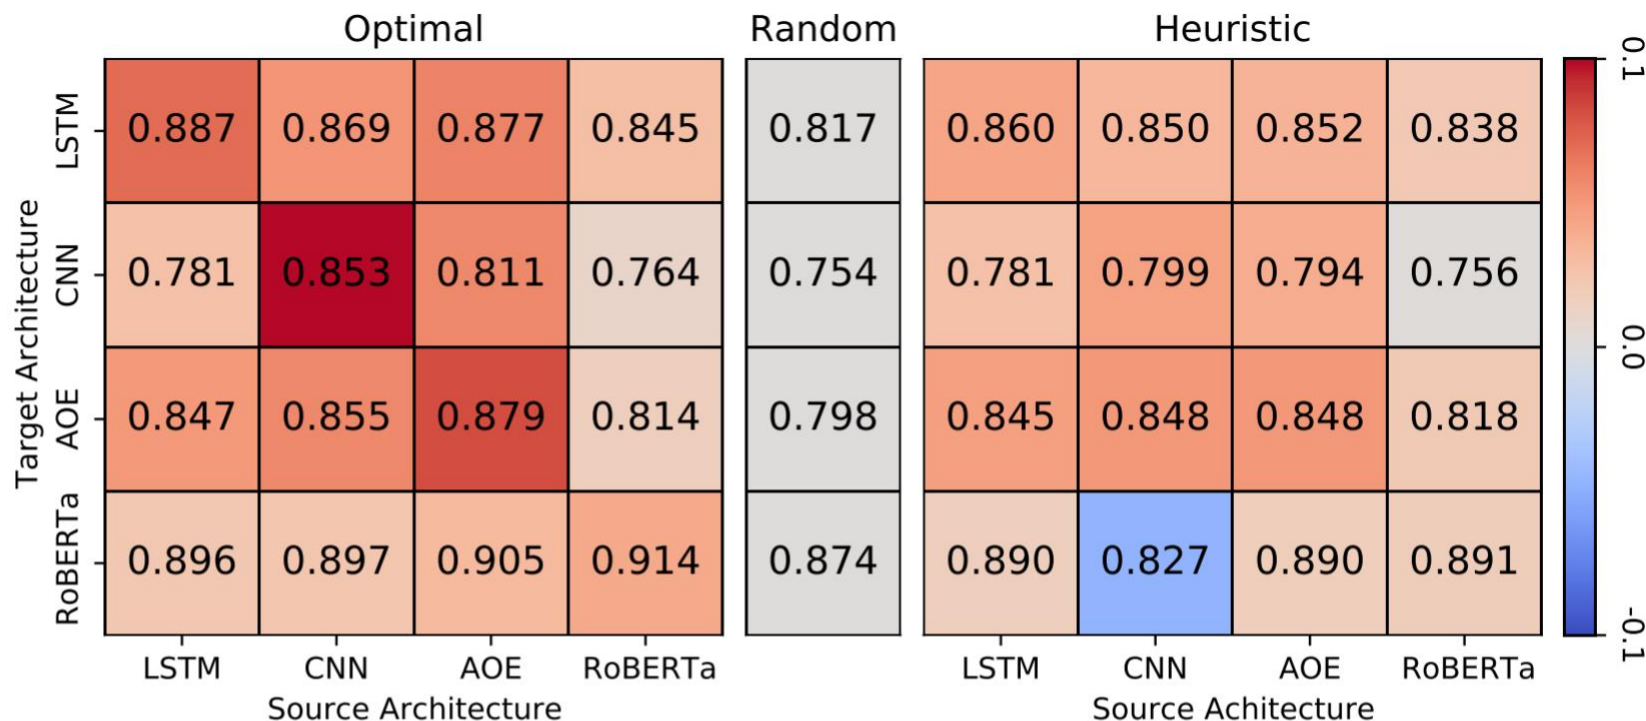 Optimal Random Heuristic
Target Architecture
LSTM 0.887 0.869 0.877 0.845 0.817 0.860 0.850 0.852 0.838
CNN 0.781 0.853 0.811 0.764 0.754 0.781 0.799 0.794 0.756
AOE 0.847 0.855 0.879 0.814 0.798 0.845 0.848 0.848 0.818
RoBERTa 0.896 0.897 0.905 0.914 0.874 0.890 0.827 0.890 0.891
LSTM CNN AOE RoBERTa LSTM CNN AOE RoBERTa
Source Architecture Source Achitecture
0.1
0.0
-0.1